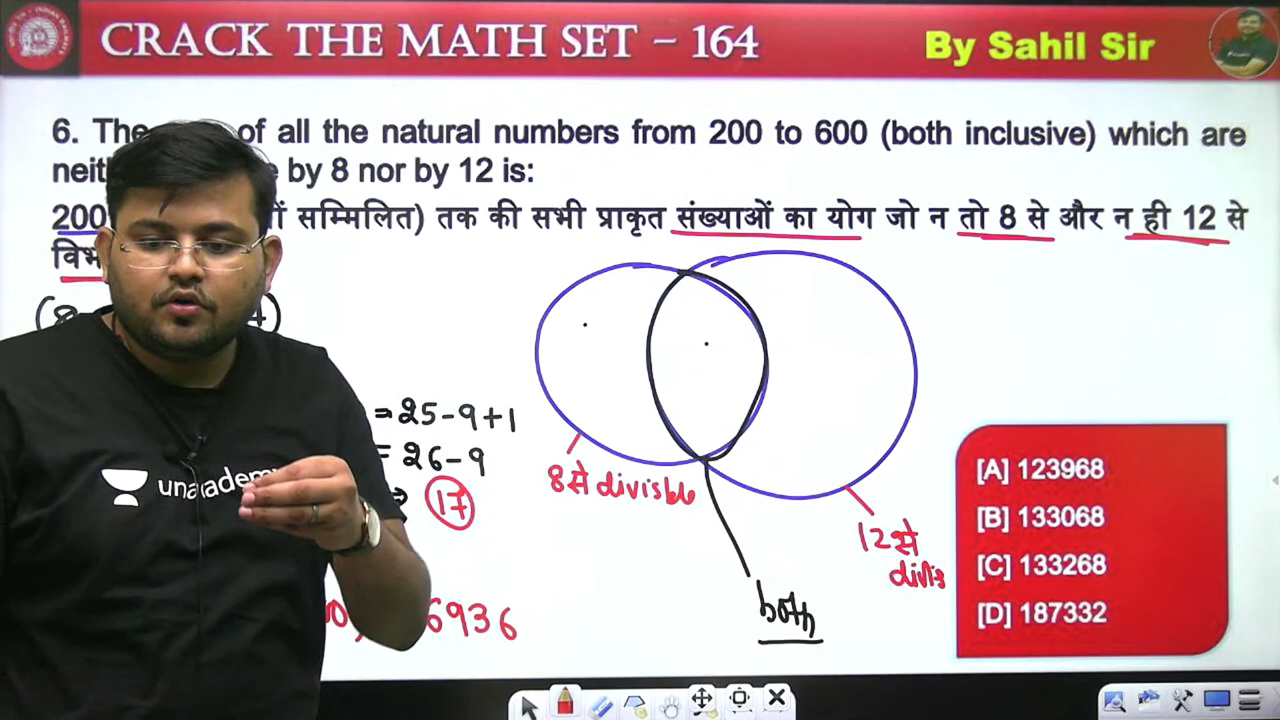 CRACK THE MATH SET – 164
By Sahil Sir
6. The of all the natural numbers from 200 to 600 (both inclusive) which are
by 8 nor by 12 is:
200 सम्मिलित) तक की सभी प्राकृत संख्याओं का योग जो न तो 8 से और न ही 12 से
= 25 - 9 + 1
= 26 - 9
17
8 से divisble
12 से
both
6936
unacademy
[A] 123968
[B] 133068
[C] 133268
[D] 187332